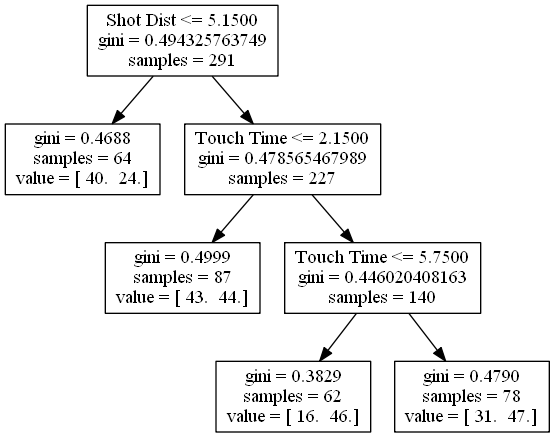 Shot Dist <= 5.1500
gini = 0.494325763749
samples = 291
gini = 0.4688
samples = 64
value = [ 40.  24.]
Touch Time <= 2.1500
gini = 0.478565467989
samples = 227
gini = 0.4999
samples = 87
value = [ 43.  44.]
Touch Time <= 5.7500
gini = 0.446020408163
samples = 140
gini = 0.3829
samples = 62
value = [ 16.  46.]
gini = 0.4790
samples = 78
value = [ 31.  47.]